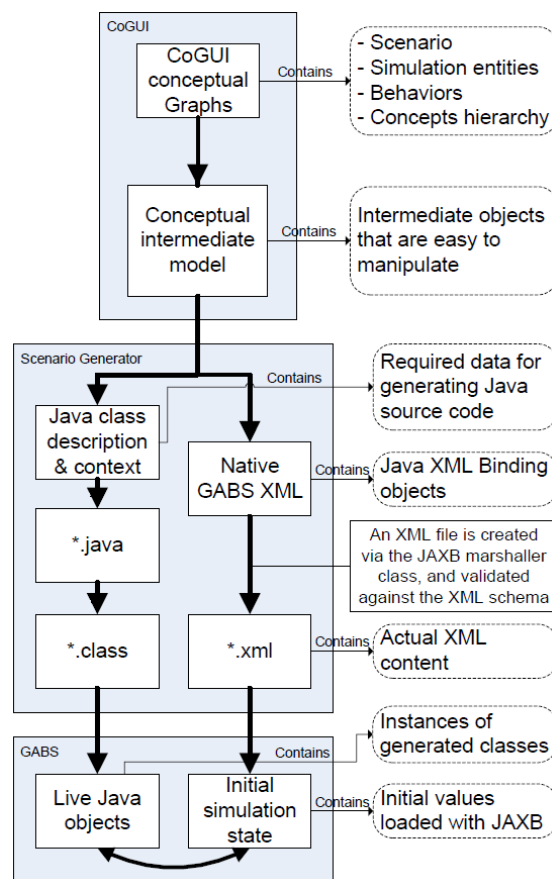 CoGUI
CoGUI
conceptual
Graphs
Contains
- Scenario
- Simulation entities
- Behaviors
- Concepts hierarchy
Conceptual
intermediate
model
Contains
Intermediate objects
that are easy to
manipulate
Scenario Generator
Contains
Required data for
generating Java
source code
Java class
description
& context
Native
GABS XML
Contains
Java XML Binding
objects
*.java
An XML file is created
via the JAXB marshaller
class, and validated
against the XML schema
*.class
*.xml
Contains
Actual XML
content
GABS
Contains
Instances of
generated classes
Live Java
objects
Initial
simulation
state
Contains
Initial values
loaded with JAXB